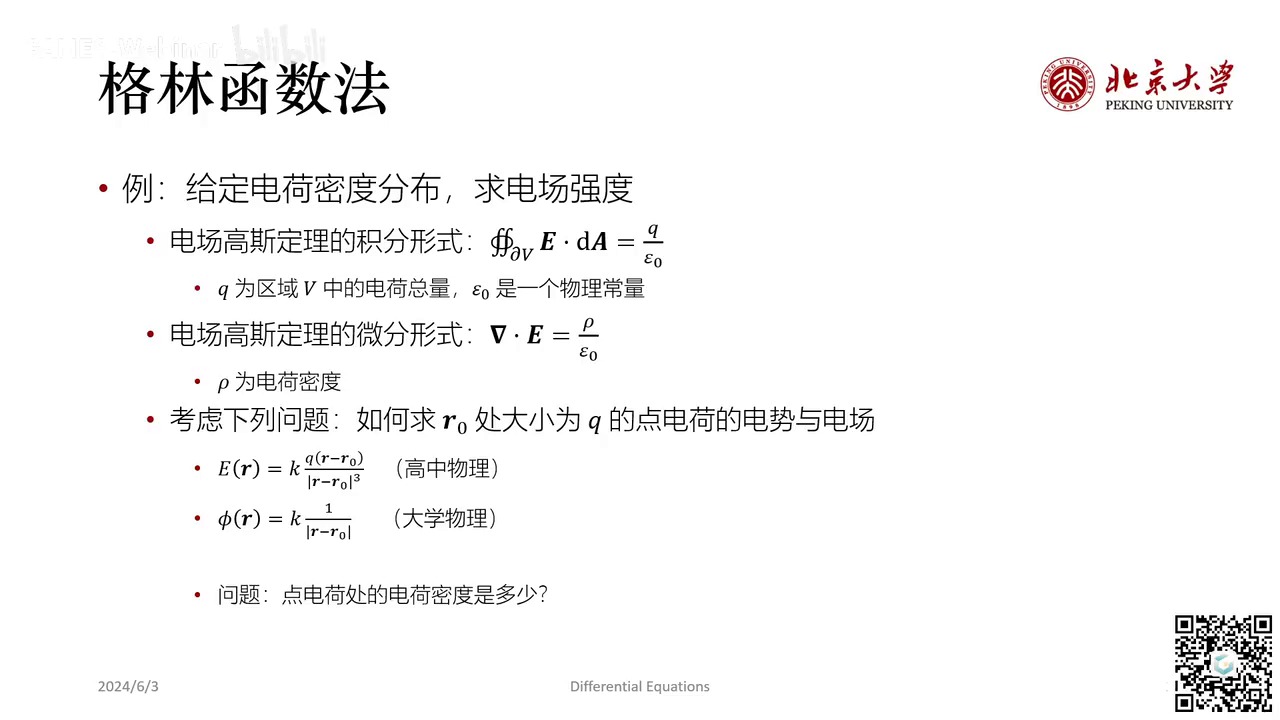 bilibili
格林函数法
北京大学
PEKING UNIVERSITY
PEKING UNIVERSITY
1898
• 例：给定电荷密度分布，求电场强度
• 电场高斯定理的积分形式：∯_∂V E · dA = q/ε₀
• q 为区域 V 中的电荷总量，ε₀ 是一个物理常量
• 电场高斯定理的微分形式：∇ · E = ρ/ε₀
• ρ 为电荷密度
• 考虑下列问题：如何求 r₀ 处大小为 q 的点电荷的电势与电场
• E(r) = k q(r−r₀)/|r−r₀|³ （高中物理）
• ϕ(r) = k 1/|r−r₀| （大学物理）
• 问题：点电荷处的电荷密度是多少？
2024/6/3
Differential Equations